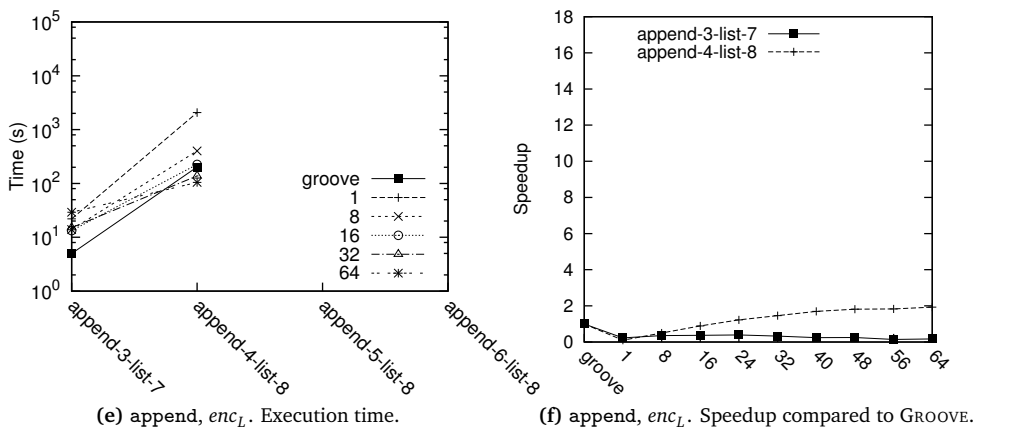 10^5
10^4
10^3
10^2
10^1
10^0
Time (s)
groove
1
8
16
32
64
append-3-list-7
append-4-list-8
append-5-list-8
append-6-list-8
(e) append, enc_L. Execution time.
18
16
14
12
10
8
6
4
2
0
Speedup
append-3-list-7
append-4-list-8
groove
1
8
16
24
32
40
48
56
64
(f) append, enc_L. Speedup compared to GROOVE.